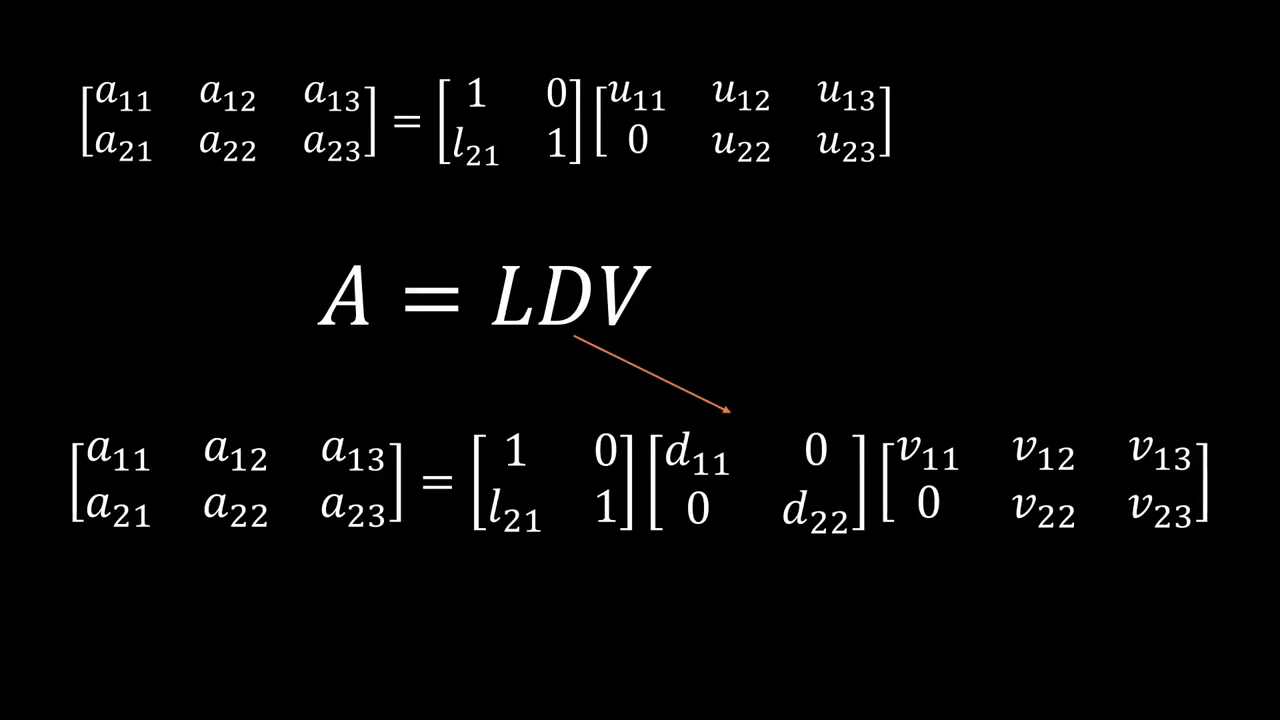 [a₁₁ a₁₂ a₁₃] = [1 0] [u₁₁ u₁₂ u₁₃]
[a₂₁ a₂₂ a₂₃] [l₂₁ 1] [0 u₂₂ u₂₃]
A = LDV
[a₁₁ a₁₂ a₁₃] = [1 0] [d₁₁ 0] [v₁₁ v₁₂ v₁₃]
[a₂₁ a₂₂ a₂₃] [l₂₁ 1] [0 d₂₂] [0 v₂₂ v₂₃]